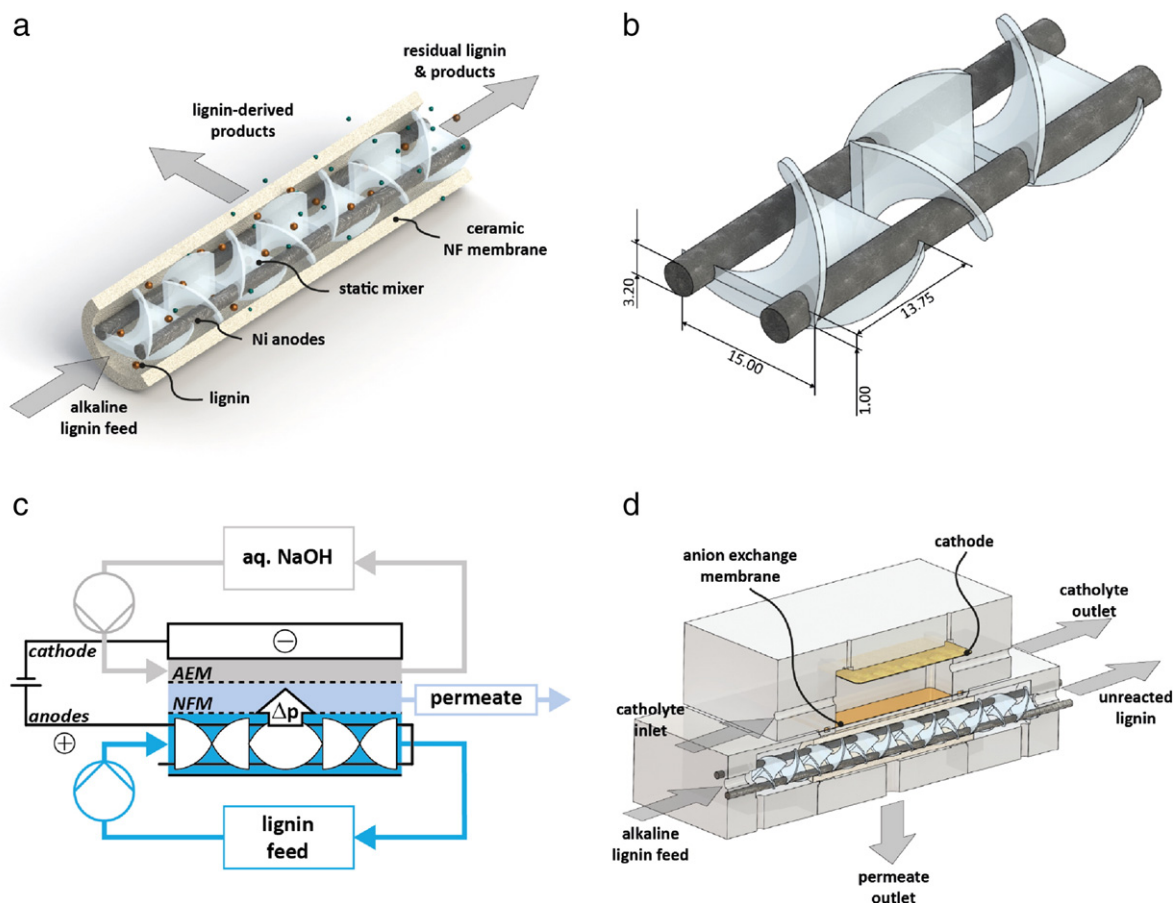 a
residual lignin
& products
lignin-derived
products
ceramic
NF membrane
static mixer
Ni anodes
lignin
alkaline
lignin feed
b
3.20
15.00
13.75
1.00
c
aq. NaOH
cathode
AEM
NFM
Δp
permeate
anodes
lignin
feed
d
cathode
anion exchange
membrane
catholyte
outlet
unreacted
lignin
catholyte
inlet
alkaline
lignin feed
permeate
outlet